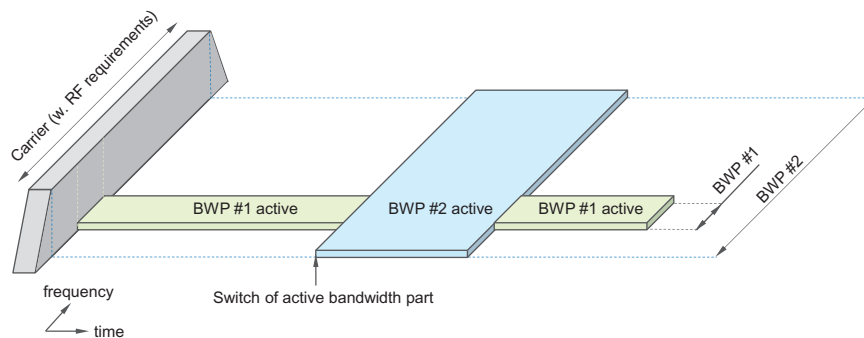 Carrier (w. RF requirements)
BWP #1 active
BWP #2 active
BWP #1 active
BWP #1
BWP #2
Switch of active bandwidth part
frequency
time